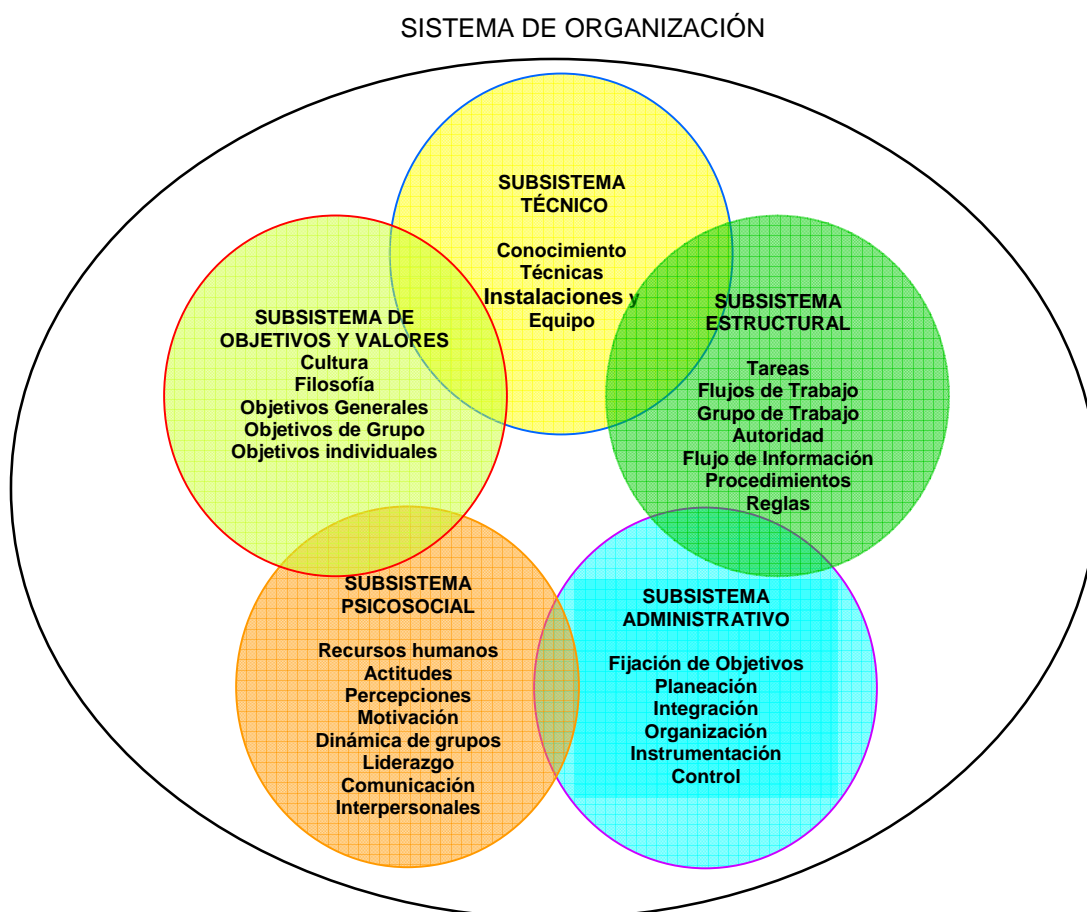 SISTEMA DE ORGANIZACIÓN
SUBSISTEMA
TÉCNICO
Conocimiento
Técnicas
Instalaciones y
Equipo
SUBSISTEMA DE
OBJETIVOS Y VALORES
Cultura
Filosofía
Objetivos Generales
Objetivos de Grupo
Objetivos individuales
SUBSISTEMA
ESTRUCTURAL
Tareas
Flujos de Trabajo
Grupo de Trabajo
Autoridad
Flujo de Información
Procedimientos
Reglas
SUBSISTEMA
PSICOSOCIAL
Recursos humanos
Actitudes
Percepciones
Motivación
Dinámica de grupos
Liderazgo
Comunicación
Interpersonales
SUBSISTEMA
ADMINISTRATIVO
Fijación de Objetivos
Planeación
Integración
Organización
Instrumentación
Control